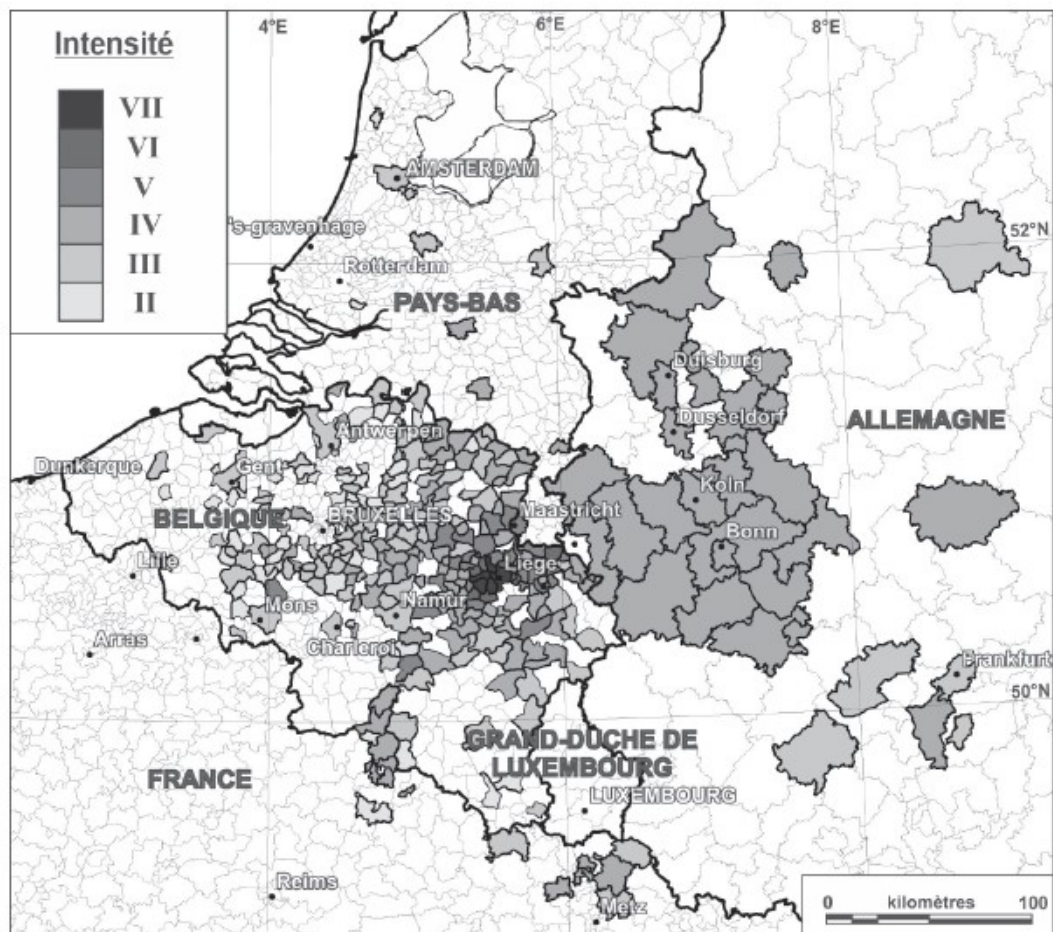 Intensité
VII
VI
V
IV
III
II
4°E
6°E
8°E
AMSTERDAM
's-gravenhage
52°N
Rotterdam
PAYS-BAS
Duisburg
Dusseldorf
ALLEMAGNE
Antwerpen
Dunkerque
Gent
BELGIQUE
BRUXELLES
Maastricht
Koln
Bonn
Lille
Liege
Mons
Namur
Arras
Charleroi
Frankfurt
50°N
GRAND-DUCHE DE
LUXEMBOURG
FRANCE
LUXEMBOURG
Reims
Metz
0 kilomètres 100